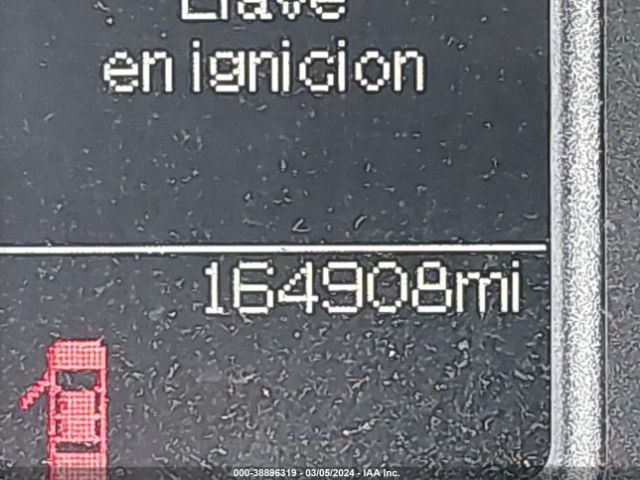 Llave
en ignicion
164908mi
000-38896319 - 03/05/2024 - IAA Inc.